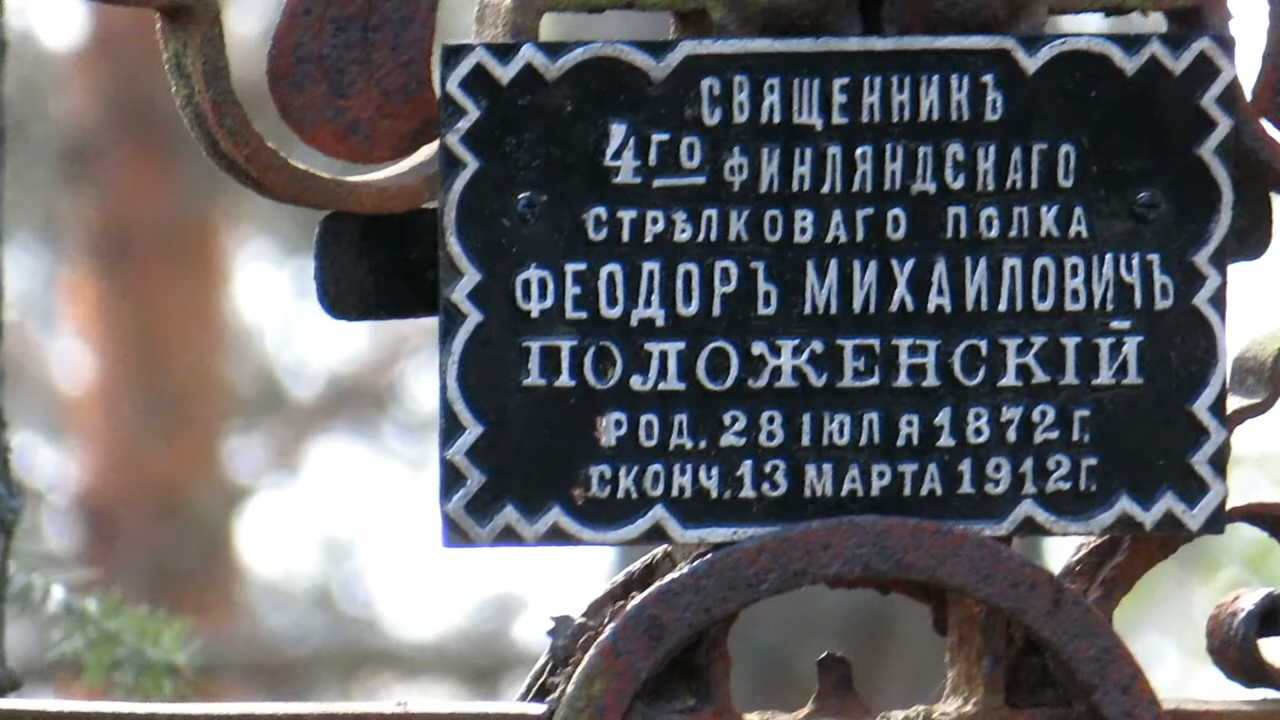 СВЯЩЕННИКЪ
4го ФИНЛЯНДСКАГО
СТРѢЛКОВАГО ПОЛКА
ФЕОДОРЪ МИХАИЛОВИЧЪ
ПОЛОЖЕНСКІЙ
РОД. 28 ІЮЛЯ 1872 Г.
СКОНЧ. 13 МАРТА 1912 Г.